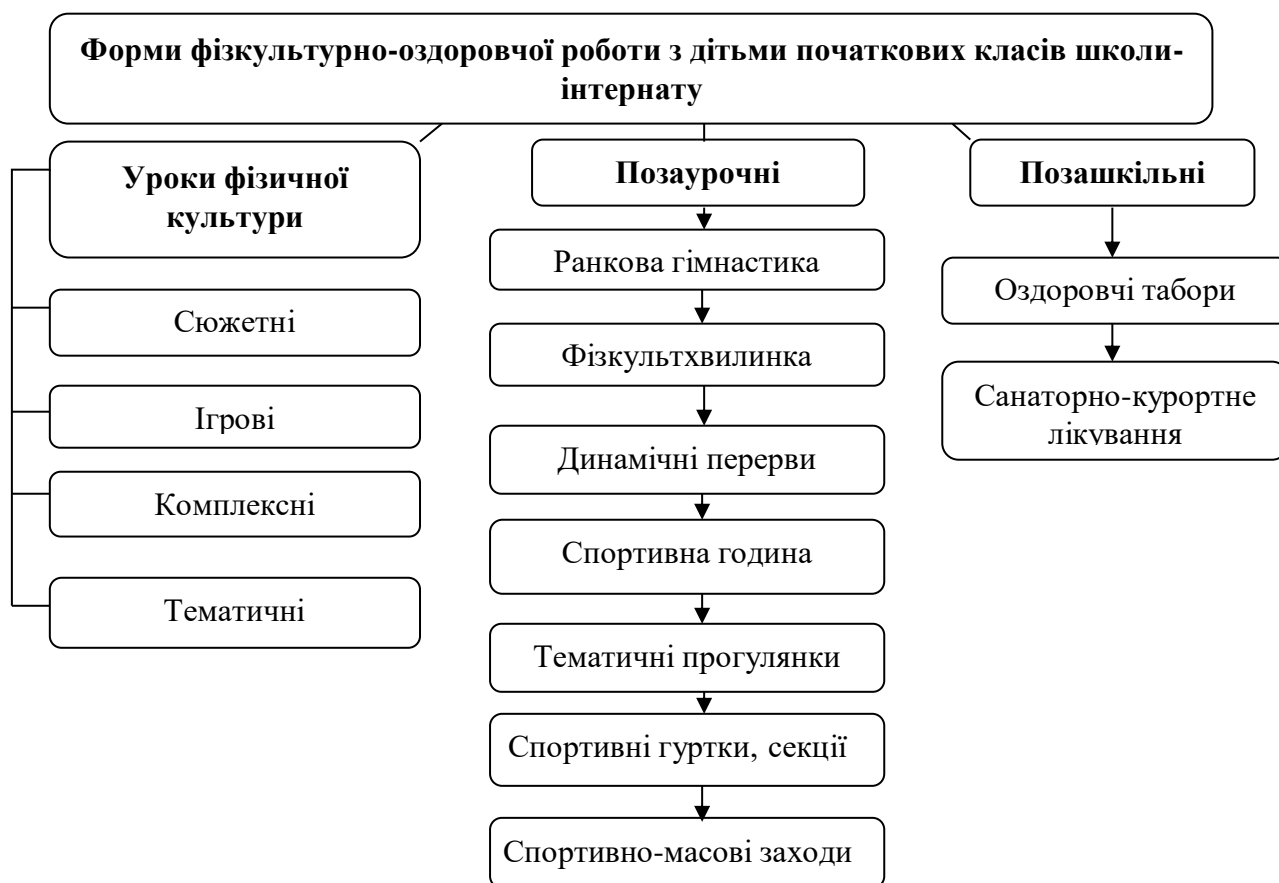 Форми фізкультурно-оздоровчої роботи з дітьми початкових класів школи-
інтернату
Уроки фізичної
культури
Сюжетні
Ігрові
Комплексні
Тематичні
Позаурочні
Ранкова гімнастика
Фізкультхвилинка
Динамічні перерви
Спортивна година
Тематичні прогулянки
Спортивні гуртки, секції
Спортивно-масові заходи
Позашкільні
Оздоровчі табори
Санаторно-курортне
лікування